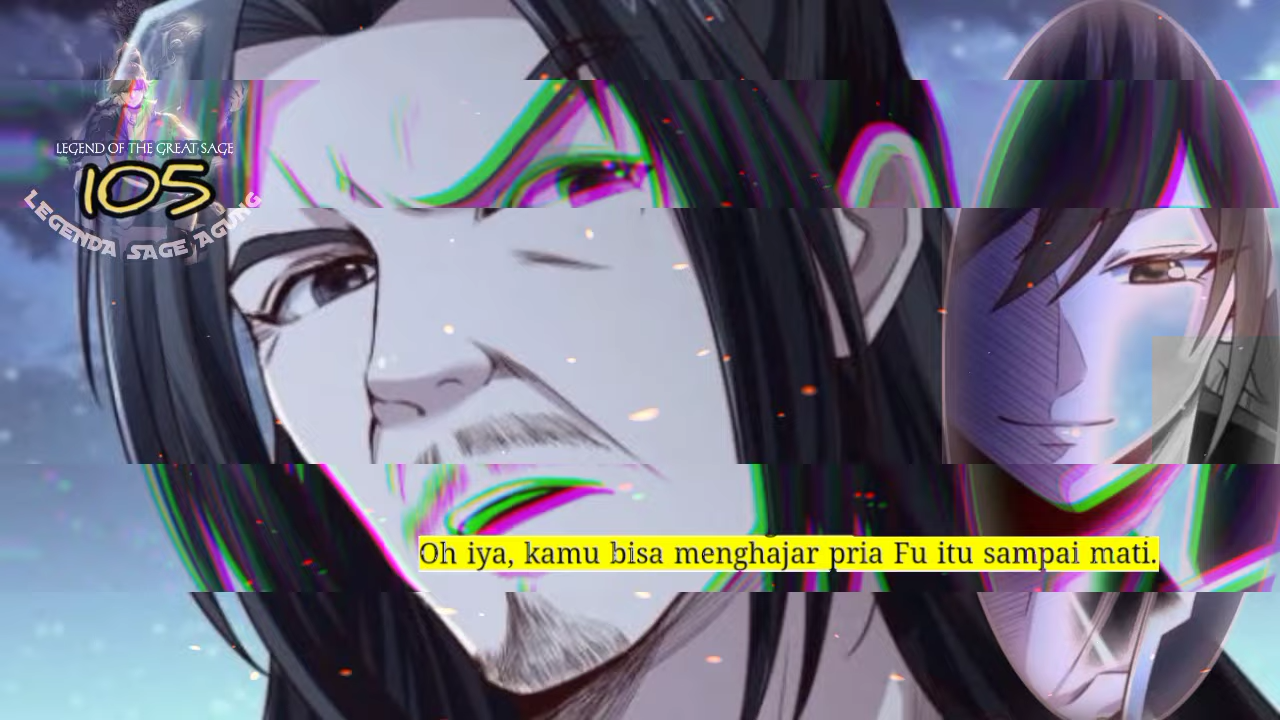 LEGEND OF THE GREAT SAGE
105
LEGENDA SAGE AGUNG
Oh iya, kamu bisa menghajar pria Fu itu sampai mati.